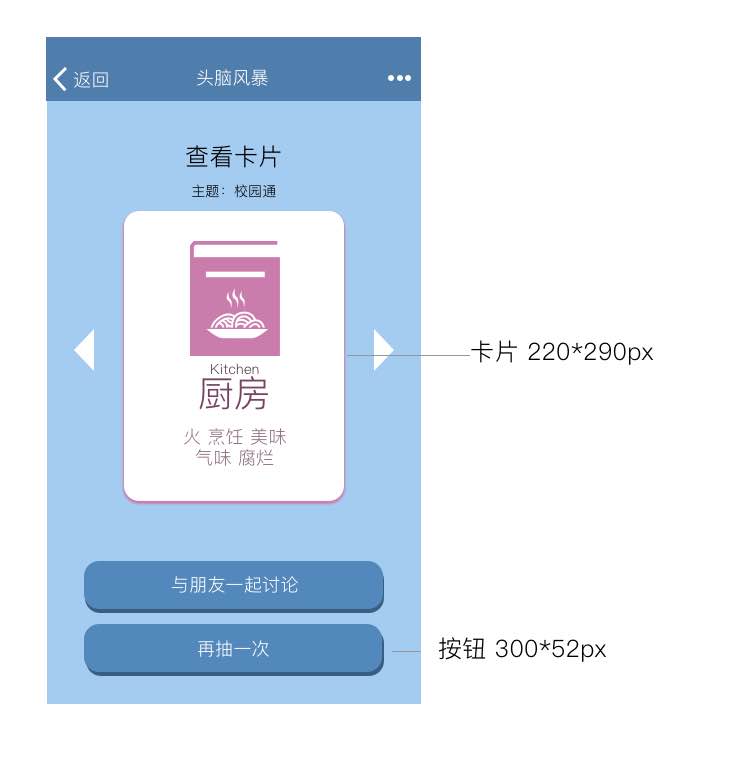 返回
头脑风暴
查看卡片
主题：校园通
Kitchen
厨房
火 烹饪 美味
气味 腐烂
卡片 220*290px
与朋友一起讨论
再抽一次
按钮 300*52px